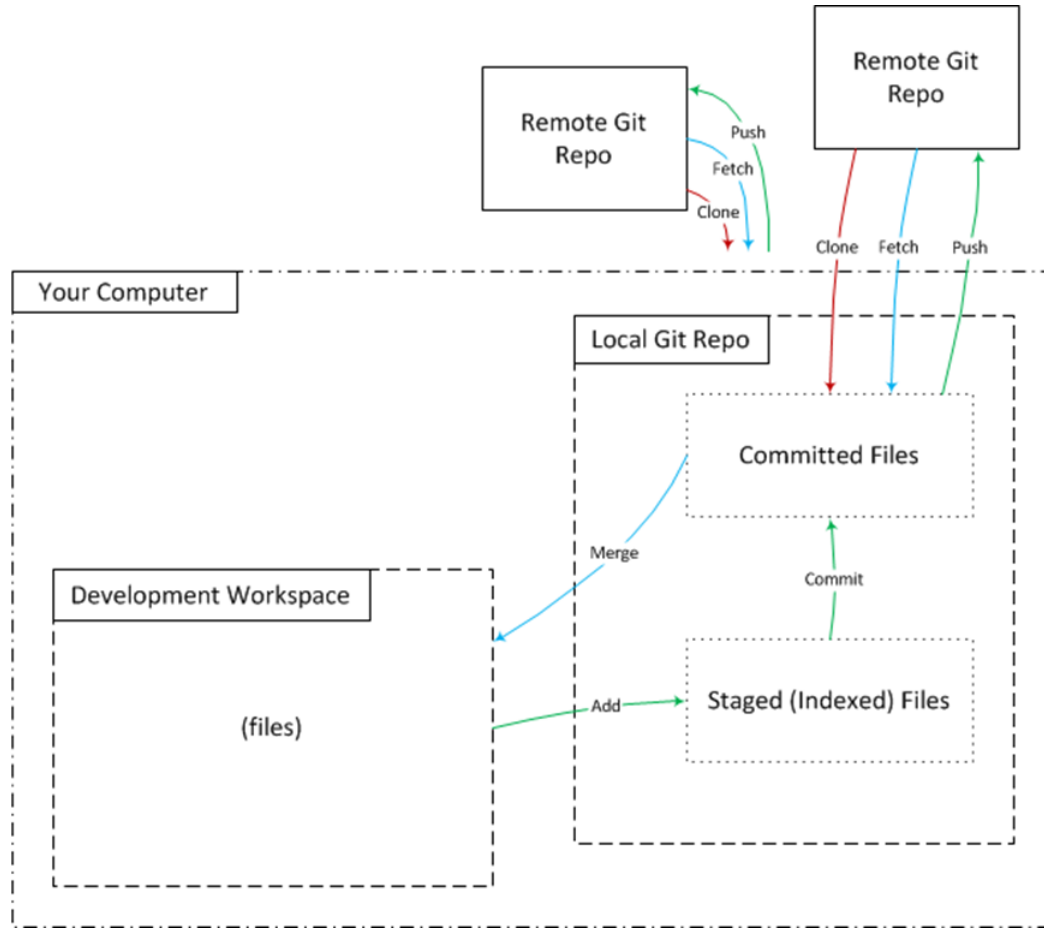 Remote Git
Repo
Remote Git
Repo
Push
Fetch
Clone
Clone
Fetch
Push
Your Computer
Local Git Repo
Committed Files
Merge
Commit
Development Workspace
Staged (Indexed) Files
Add
(files)